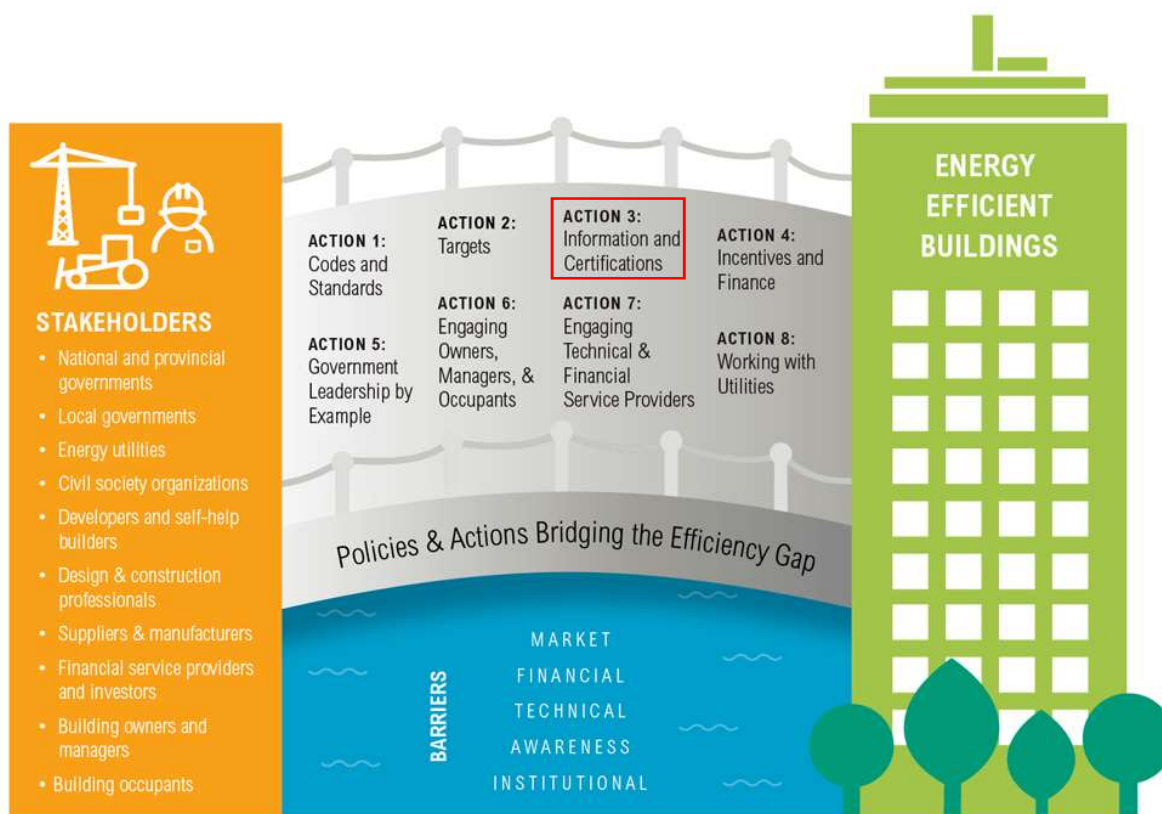 STAKEHOLDERS
• National and provincial
governments
• Local governments
• Energy utilities
• Civil society organizations
• Developers and self-help
builders
• Design & construction
professionals
• Suppliers & manufacturers
• Financial service providers
and investors
• Building owners and
managers
• Building occupants
ACTION 1:
Codes and
Standards
ACTION 2:
Targets
ACTION 3:
Information and
Certifications
ACTION 4:
Incentives and
Finance
ACTION 5:
Government
Leadership by
Example
ACTION 6:
Engaging
Owners,
Managers, &
Occupants
ACTION 7:
Engaging
Technical &
Financial
Service Providers
ACTION 8:
Working with
Utilities
Policies & Actions Bridging the Efficiency Gap
BARRIERS
MARKET
FINANCIAL
TECHNICAL
AWARENESS
INSTITUTIONAL
ENERGY
EFFICIENT
BUILDINGS